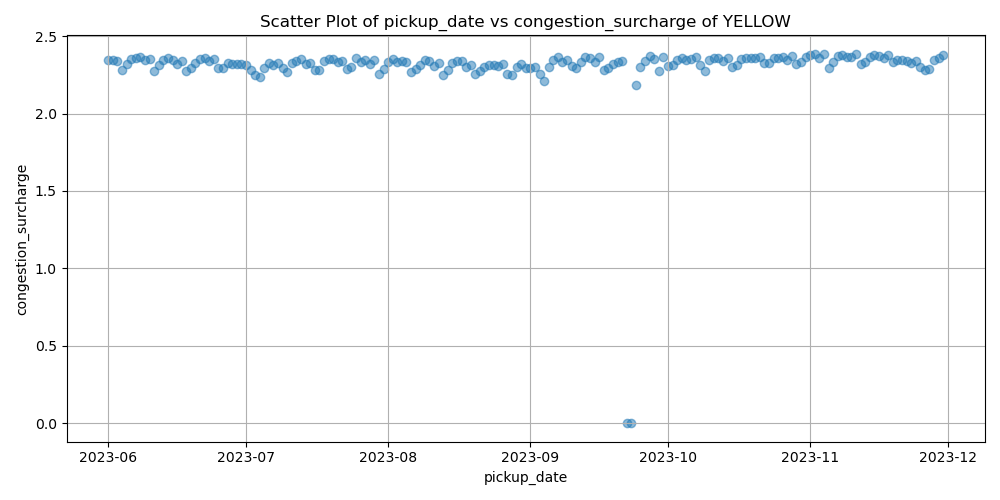 Scatter Plot of pickup_date vs congestion_surcharge of YELLOW
2.5
2.0
1.5
1.0
0.5
0.0
congestion_surcharge
2023-06 2023-07 2023-08 2023-09 2023-10 2023-11 2023-12
pickup_date